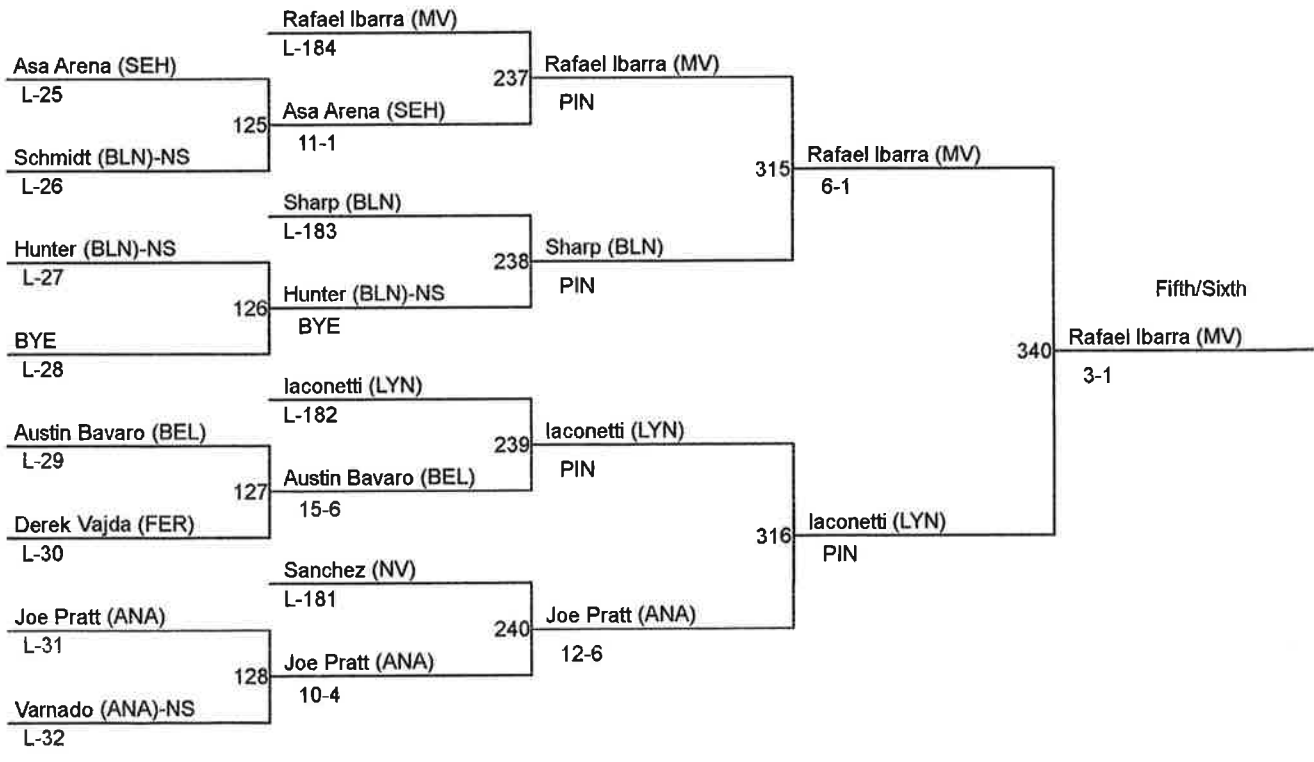 Rafael Ibarra (MV)
L-184
Asa Arena (SEH)
L-25
237
Rafael Ibarra (MV)
PIN
125
Asa Arena (SEH)
11-1
Schmidt (BLN)-NS
L-26
315
Rafael Ibarra (MV)
6-1
Sharp (BLN)
L-183
Hunter (BLN)-NS
L-27
238
Sharp (BLN)
PIN
126
Hunter (BLN)-NS
BYE
BYE
L-28
Fifth/Sixth
340
Rafael Ibarra (MV)
3-1
Iaconetti (LYN)
L-182
Austin Bavaro (BEL)
L-29
239
Iaconetti (LYN)
PIN
127
Austin Bavaro (BEL)
15-6
Derek Vajda (FER)
L-30
316
Iaconetti (LYN)
PIN
Sanchez (NV)
L-181
Joe Pratt (ANA)
L-31
240
Joe Pratt (ANA)
12-6
128
Joe Pratt (ANA)
10-4
Varnado (ANA)-NS
L-32